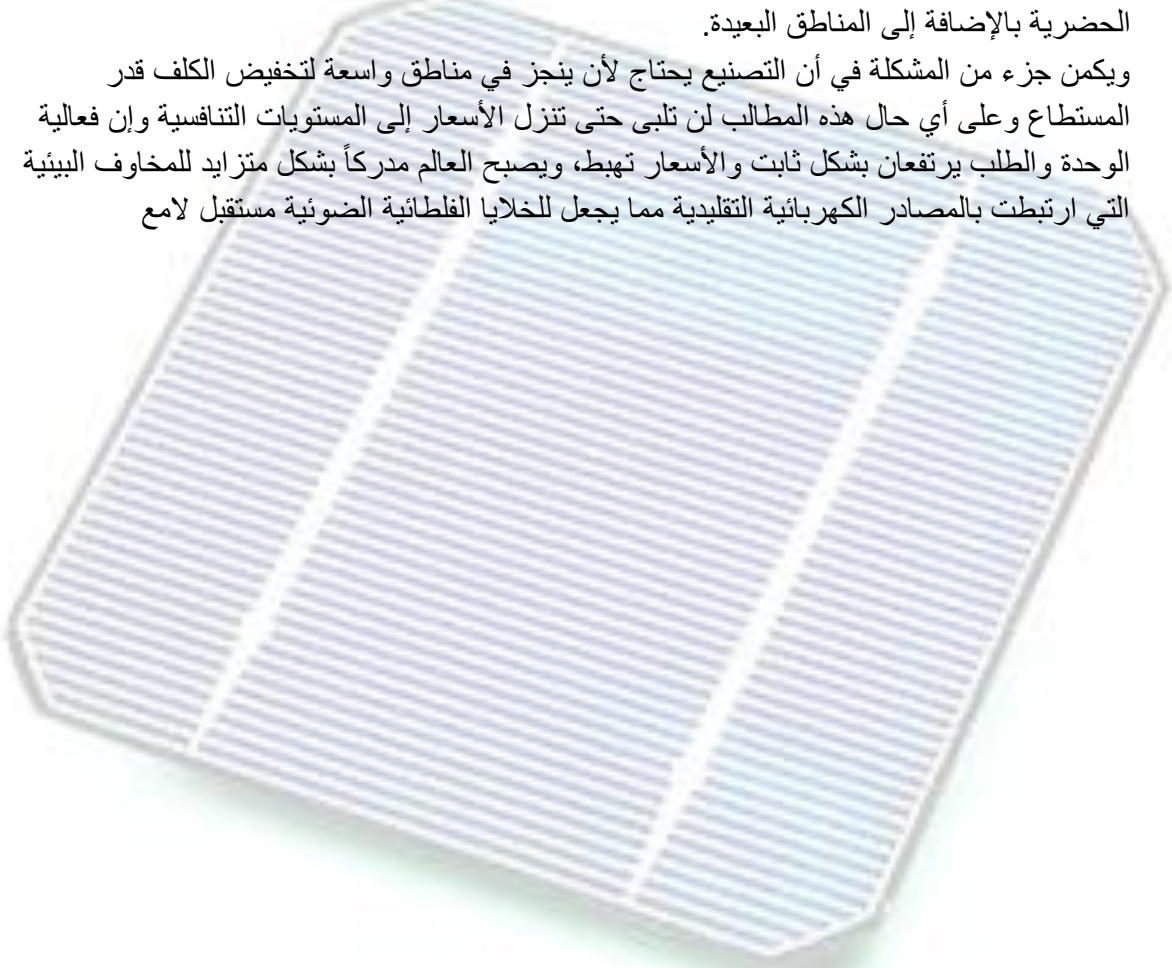 الحضرية بالإضافة إلى المناطق البعيدة.
ويكمن جزء من المشكلة في أن التصنيع يحتاج لأن ينجز في مناطق واسعة لتخفيض الكلف قدر
المستطاع وعلى أي حال هذه المطالب لن تلبى حتى تنزل الأسعار إلى المستويات التنافسية وإن فعالية
الوحدة والطلب يرتفعان بشكل ثابت والأسعار تهبط، ويصبح العالم مدركاً بشكل متزايد للمخاوف البيئية
التي ارتبطت بالمصادر الكهربائية التقليدية مما يجعل للخلايا الفلطائية الضوئية مستقبل لامع